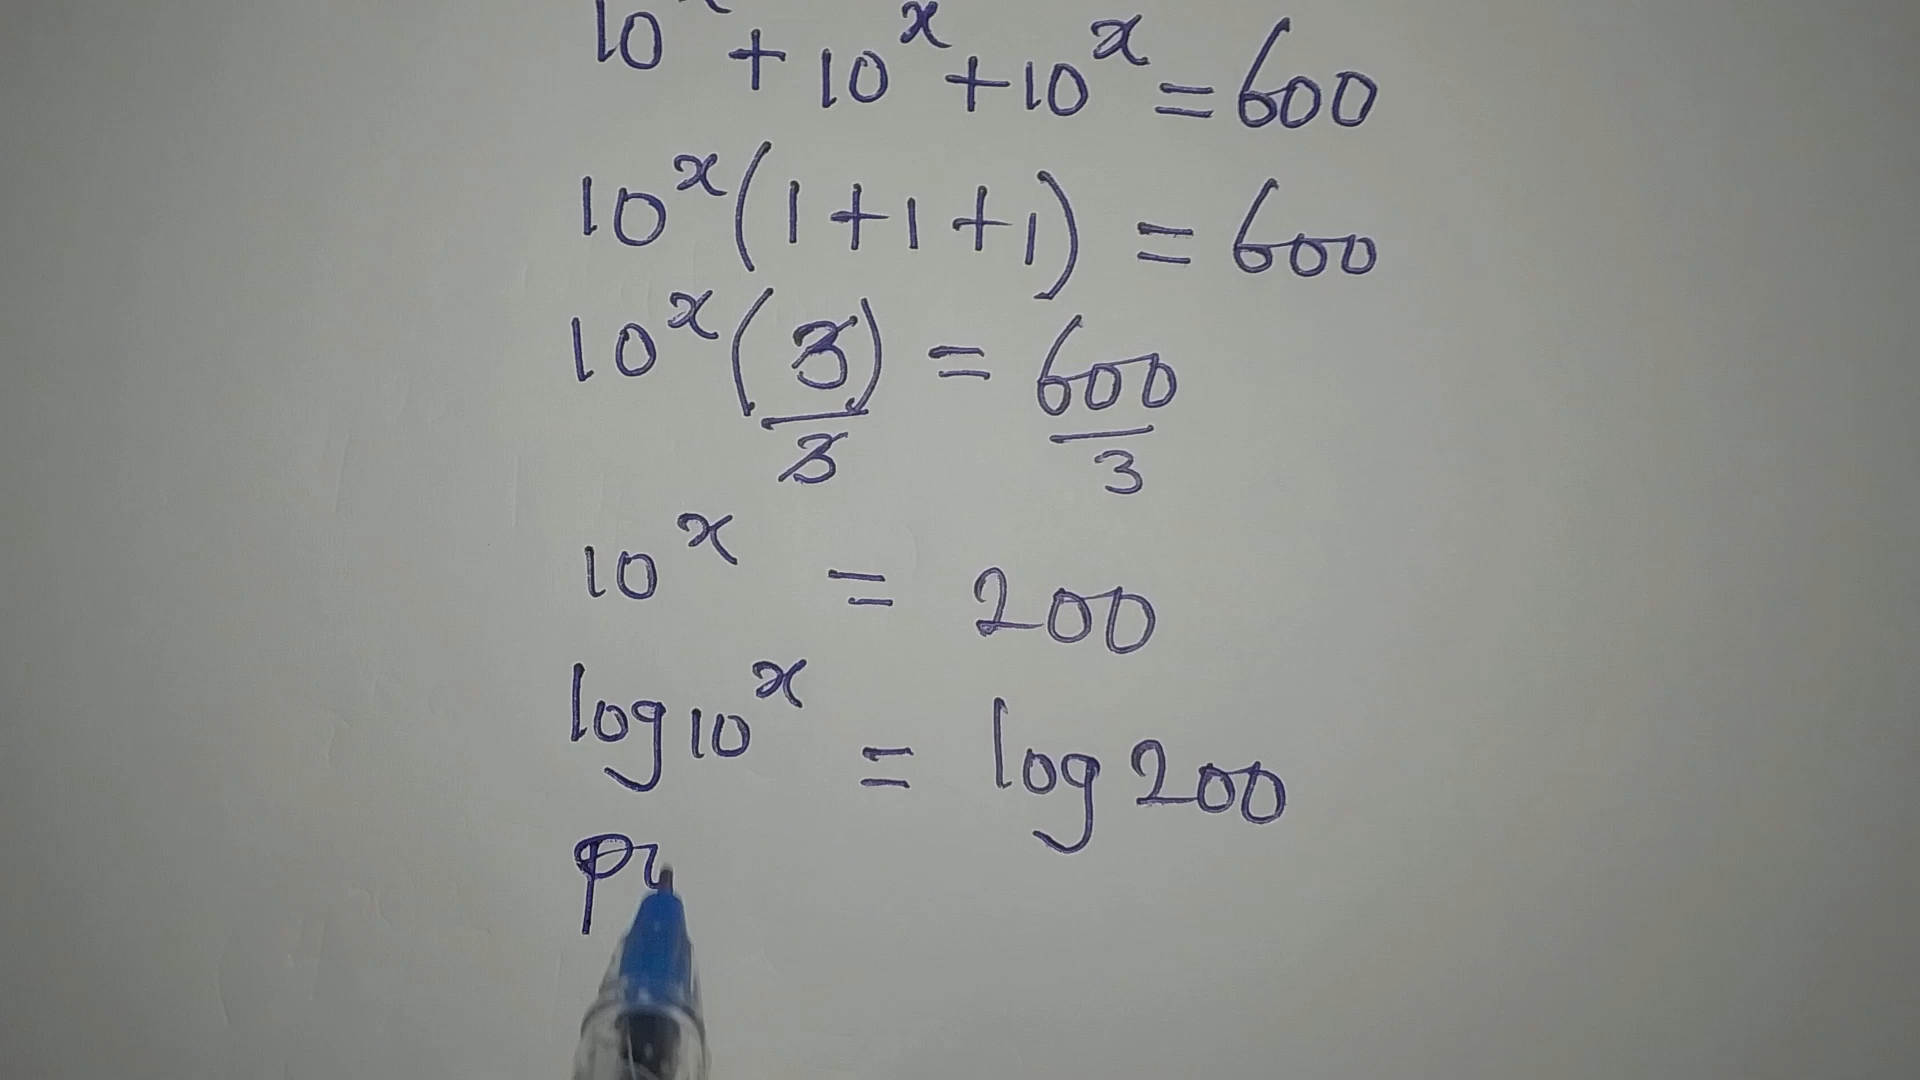 10^x + 10^x + 10^x = 600
10^x (1 + 1 + 1) = 600
10^x (3)/3 = 600/3
10^x = 200
log 10^x = log 200